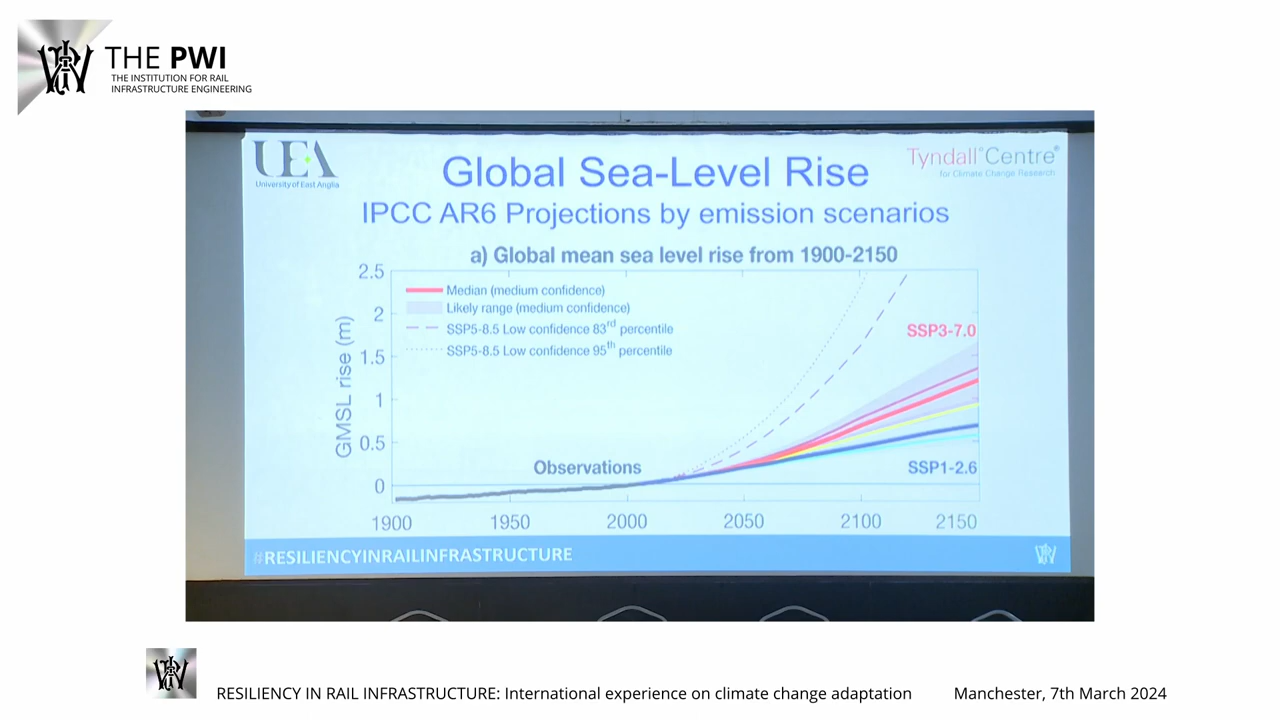 THE PWI
THE INSTITUTION FOR RAIL
INFRASTRUCTURE ENGINEERING
UEA
University of East Anglia
Tyndall°Centre®
for Climate Change Research
Global Sea-Level Rise
IPCC AR6 Projections by emission scenarios
a) Global mean sea level rise from 1900-2150
GMSL rise (m)
2.5
2
1.5
1
0.5
0
Median (medium confidence)
Likely range (medium confidence)
SSP5-8.5 Low confidence 83rd percentile
SSP5-8.5 Low confidence 95th percentile
SSP3-7.0
Observations
SSP1-2.6
1900 1950 2000 2050 2100 2150
#RESILIENCYINRAILINFRASTRUCTURE
RESILIENCY IN RAIL INFRASTRUCTURE: International experience on climate change adaptation Manchester, 7th March 2024